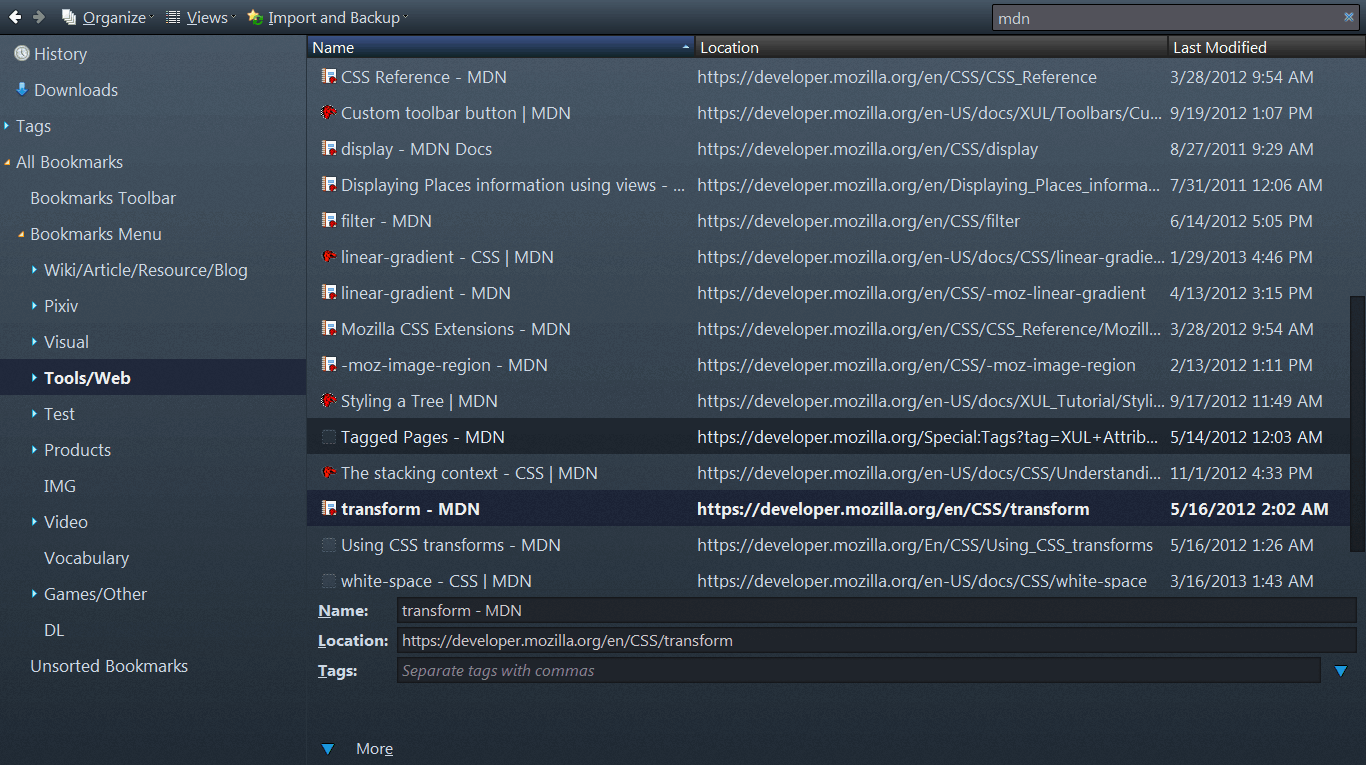 Organize Views Import and Backup mdn
History
Downloads
Tags
All Bookmarks
Bookmarks Toolbar
Bookmarks Menu
Wiki/Article/Resource/Blog
Pixiv
Visual
Tools/Web
Test
Products
IMG
Video
Vocabulary
Games/Other
DL
Unsorted Bookmarks
Name Location Last Modified
CSS Reference - MDN https://developer.mozilla.org/en/CSS/CSS_Reference 3/28/2012 9:54 AM
Custom toolbar button | MDN https://developer.mozilla.org/en-US/docs/XUL/Toolbars/Cu... 9/19/2012 1:07 PM
display - MDN Docs https://developer.mozilla.org/en/CSS/display 8/27/2011 9:29 AM
Displaying Places information using views - ... https://developer.mozilla.org/en/Displaying_Places_informa... 7/31/2011 12:06 AM
filter - MDN https://developer.mozilla.org/en/CSS/filter 6/14/2012 5:05 PM
linear-gradient - CSS | MDN https://developer.mozilla.org/en-US/docs/CSS/linear-gradie... 1/29/2013 4:46 PM
linear-gradient - MDN https://developer.mozilla.org/en/CSS/-moz-linear-gradient 4/13/2012 3:15 PM
Mozilla CSS Extensions - MDN https://developer.mozilla.org/en/CSS/CSS_Reference/Mozill... 3/28/2012 9:54 AM
-moz-image-region - MDN https://developer.mozilla.org/en/CSS/-moz-image-region 2/13/2012 1:11 PM
Styling a Tree | MDN https://developer.mozilla.org/en-US/docs/XUL_Tutorial/Styli... 9/17/2012 11:49 AM
Tagged Pages - MDN https://developer.mozilla.org/Special:Tags?tag=XUL+Attrib... 5/14/2012 12:03 AM
The stacking context - CSS | MDN https://developer.mozilla.org/en-US/docs/CSS/Understandi... 11/1/2012 4:33 PM
transform - MDN https://developer.mozilla.org/en/CSS/transform 5/16/2012 2:02 AM
Using CSS transforms - MDN https://developer.mozilla.org/En/CSS/Using_CSS_transforms 5/16/2012 1:26 AM
white-space - CSS | MDN https://developer.mozilla.org/en-US/docs/CSS/white-space 3/16/2013 1:43 AM
Name: transform - MDN
Location: https://developer.mozilla.org/en/CSS/transform
Tags: Separate tags with commas
More